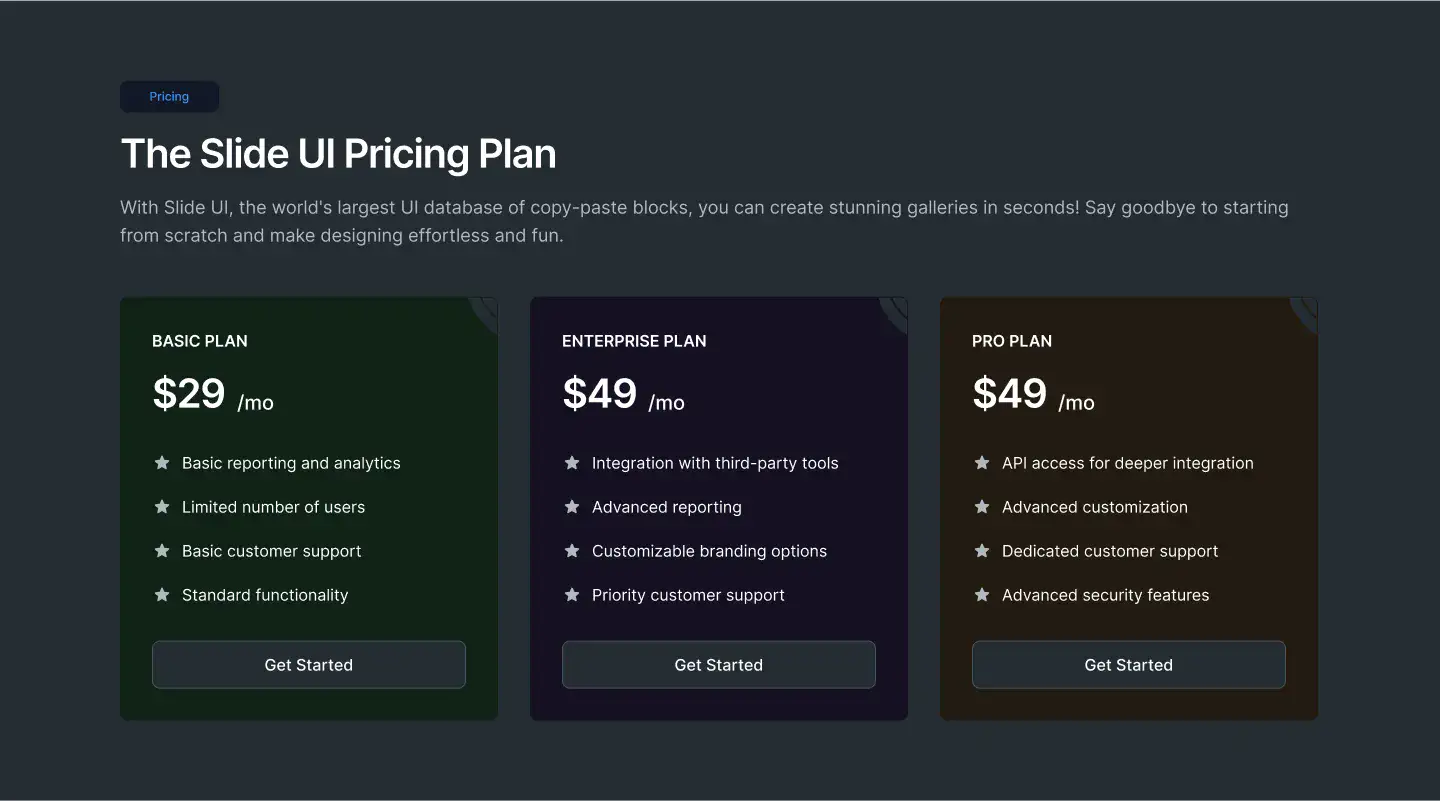 Pricing
The Slide UI Pricing Plan
With Slide UI, the world's largest UI database of copy-paste blocks, you can create stunning galleries in seconds! Say goodbye to starting
from scratch and make designing effortless and fun.
BASIC PLAN
$29 /mo
Basic reporting and analytics
Limited number of users
Basic customer support
Standard functionality
Get Started
ENTERPRISE PLAN
$49 /mo
Integration with third-party tools
Advanced reporting
Customizable branding options
Priority customer support
Get Started
PRO PLAN
$49 /mo
API access for deeper integration
Advanced customization
Dedicated customer support
Advanced security features
Get Started